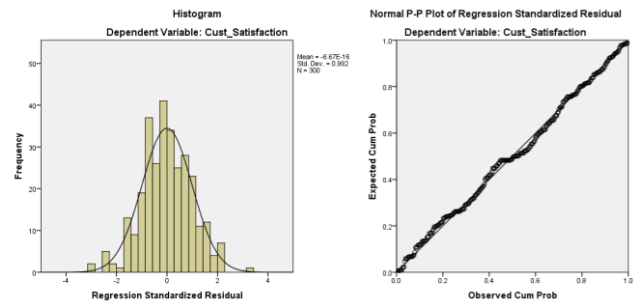 Histogram
Dependent Variable: Cust_Satisfaction
Mean = -6.67E-16
Std. Dev. = 0.992
N = 300
50
40
30
20
10
0
Frequency
-4
-2
0
2
4
Regression Standardized Residual
Normal P-P Plot of Regression Standardized Residual
Dependent Variable: Cust_Satisfaction
1.0
0.8
0.6
0.4
0.2
0.0
Expected Cum Prob
0.0
0.2
0.4
0.6
0.8
1.0
Observed Cum Prob